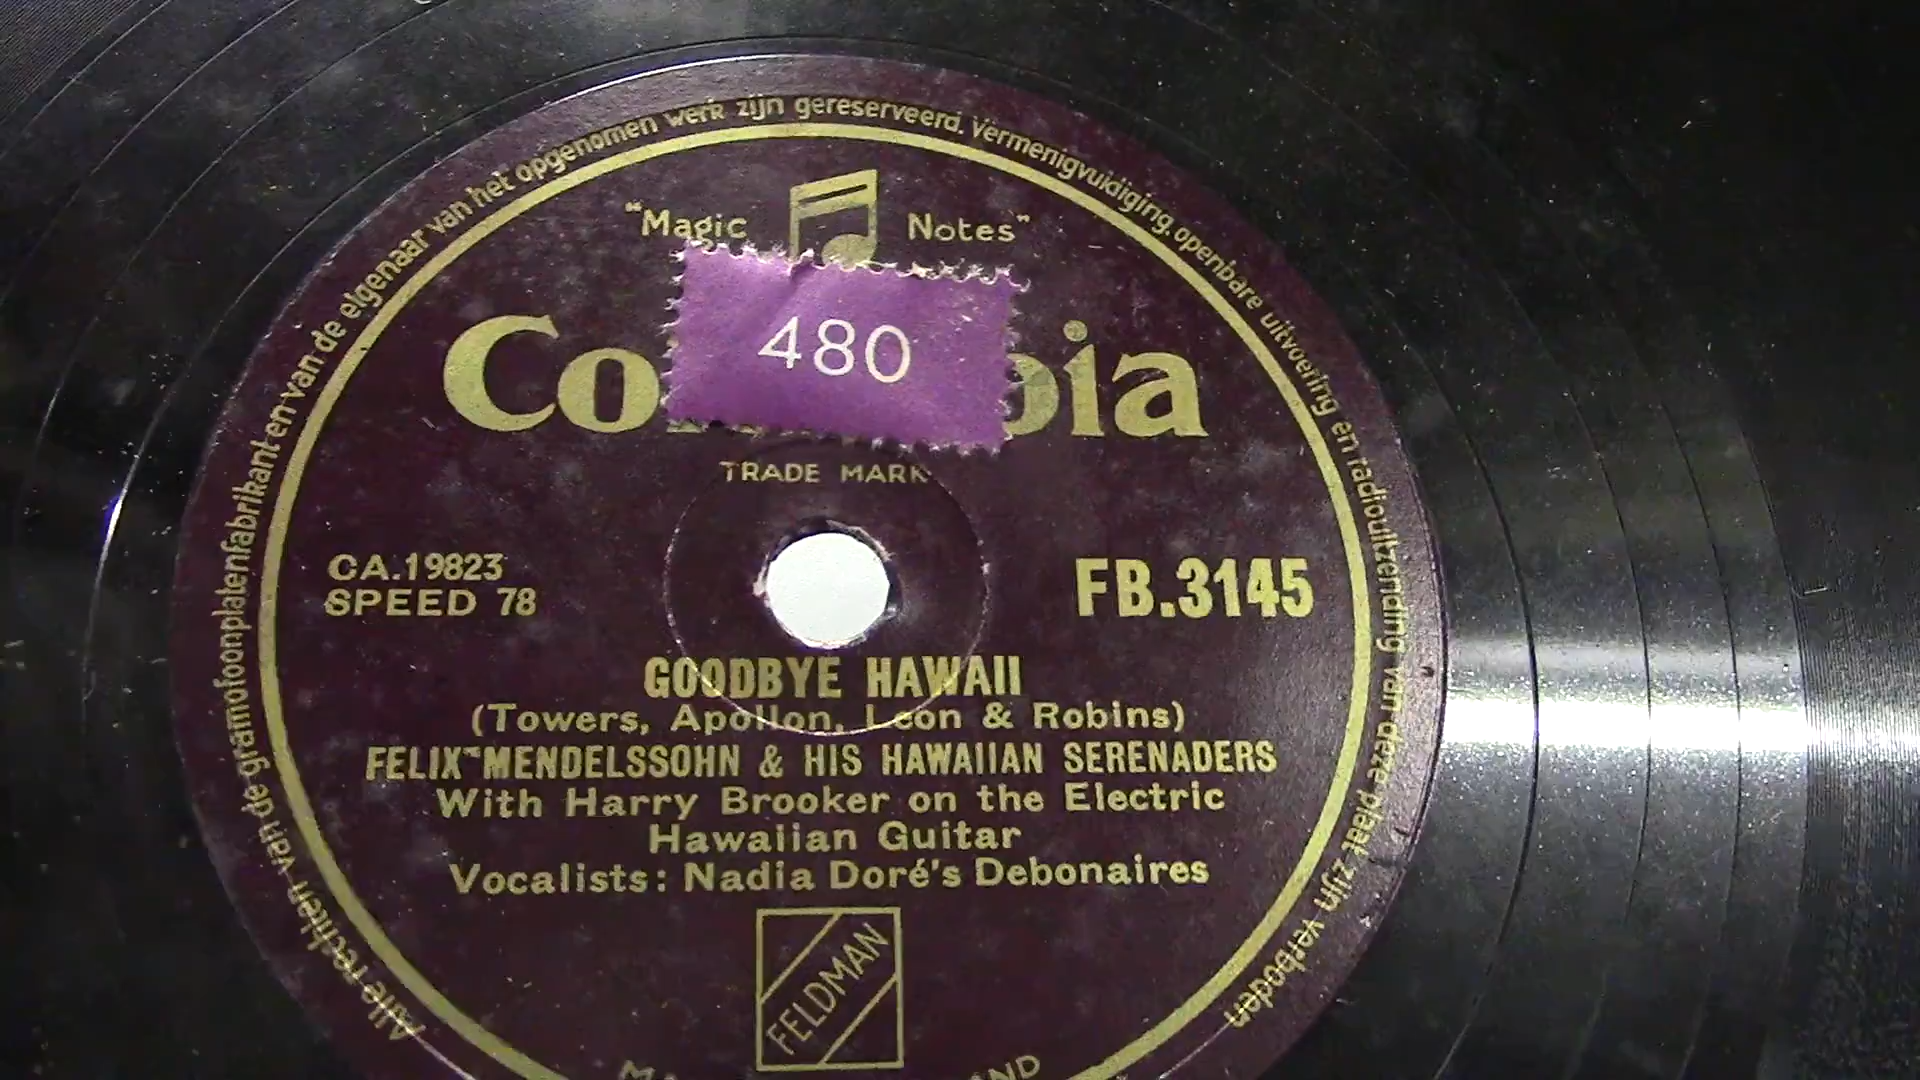 Alle rechten van de gramofoonplatenfabrikant en van de eigenaar van het opgenomen werk zijn gereserveerd. Vermenigvuldiging, openbare uitvoering en radiouitzending van deze plaat zijn verboden
"Magic Notes"
480
TRADE MARK
CA.19823
SPEED 78
FB.3145
GOODBYE HAWAII
(Towers, Apollon, Leon & Robins)
FELIX MENDELSSOHN & HIS HAWAIIAN SERENADERS
With Harry Brooker on the Electric
Hawaiian Guitar
Vocalists: Nadia Doré's Debonaires
FELDMAN